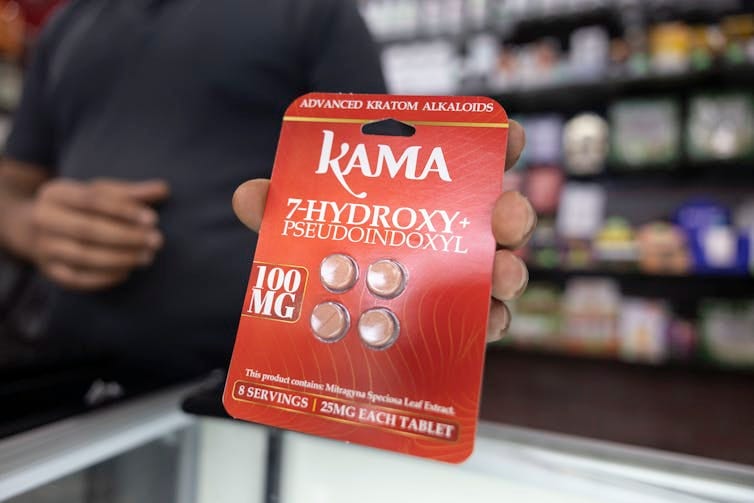 ADVANCED KRATOM ALKALOIDS
KAMA
7-HYDROXY+
PSEUDOINDOXYL
100
MG
This product contains: Mitragyna Speciosa Leaf Extract.
8 SERVINGS | 25MG EACH TABLET